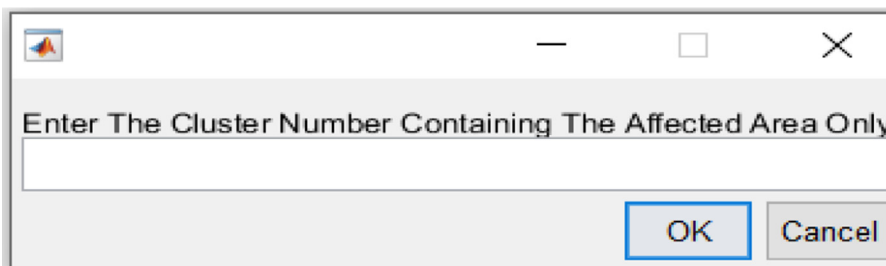 Enter The Cluster Number Containing The Affected Area Only
OK
Cancel